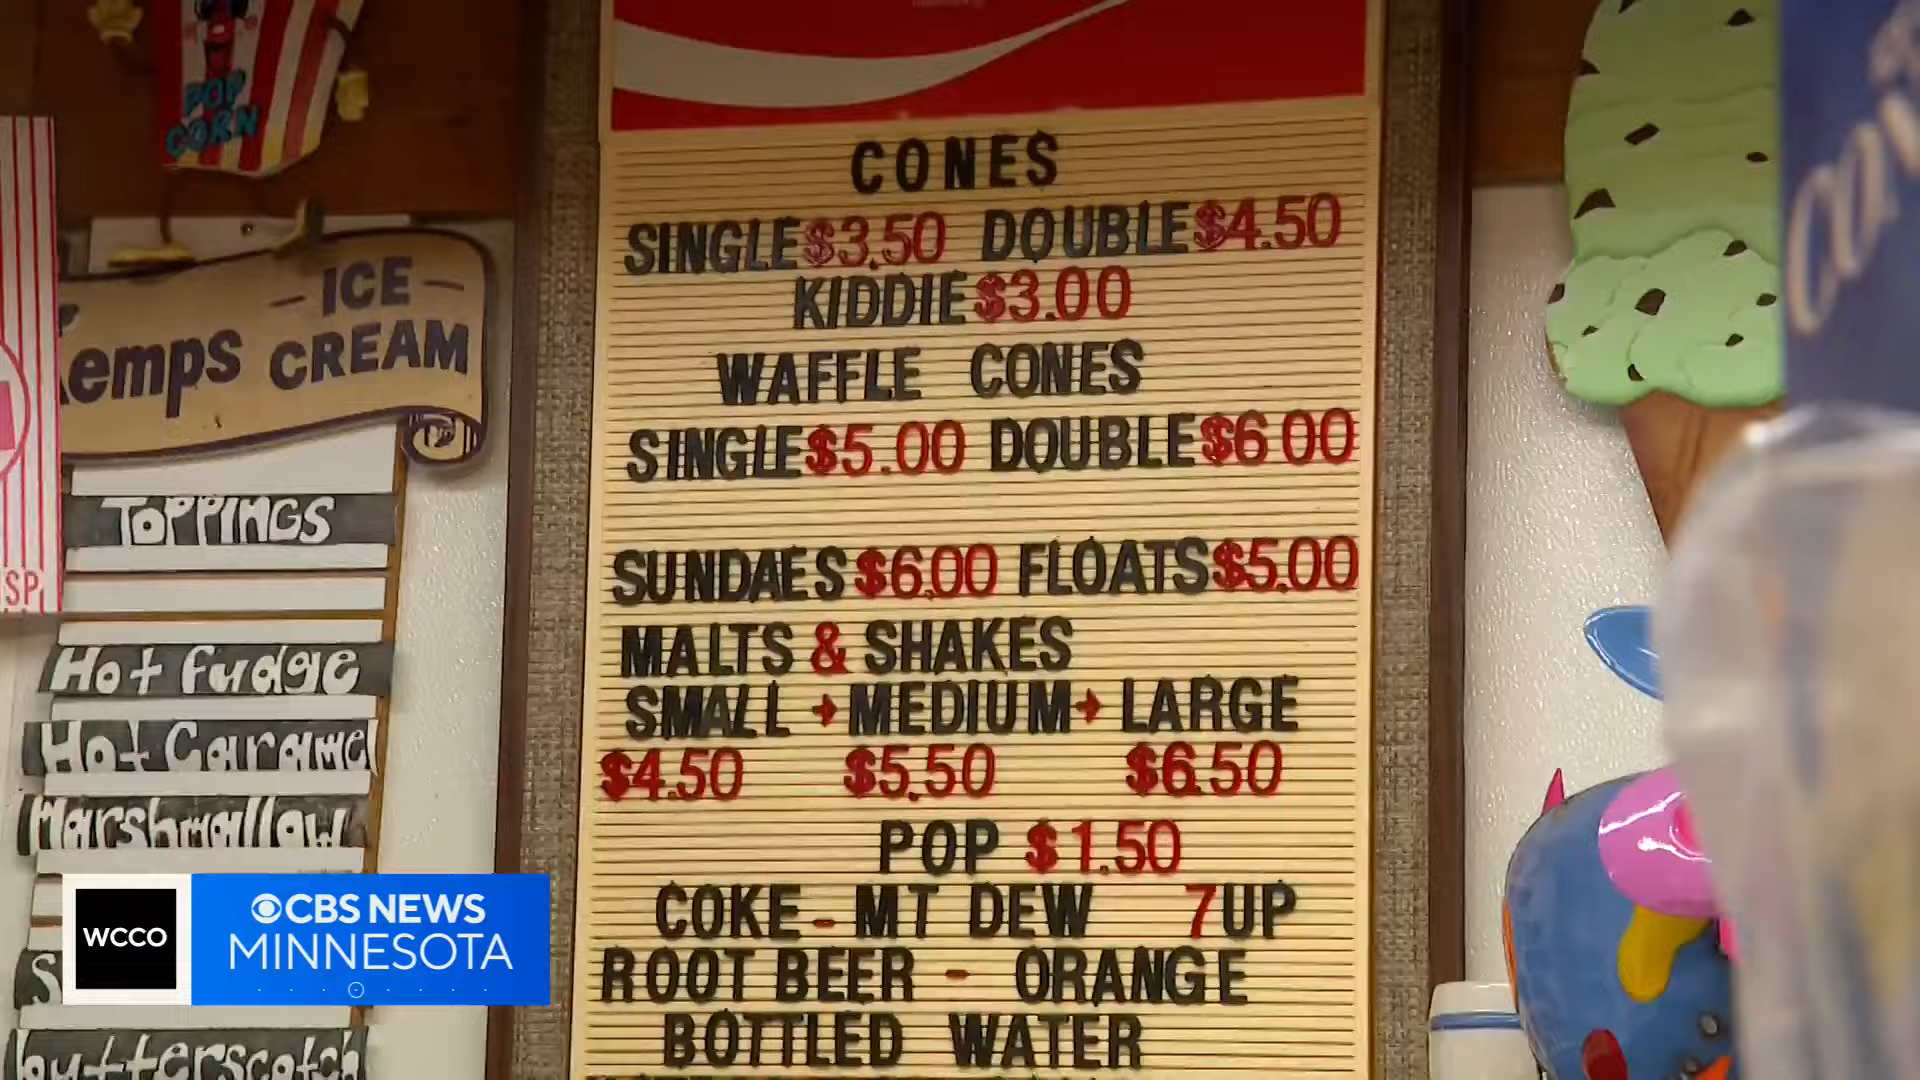 POP
CORN
ICE
CREAM
TOPPINGS
Hot Fudge
Hot Caramel
Marshmallow
butterscotch
CONES
SINGLE $3.50 DOUBLE $4.50
KIDDIE $3.00
WAFFLE CONES
SINGLE $5.00 DOUBLE $6 00
SUNDAES $6.00 FLOATS $5.00
MALTS & SHAKES
SMALL MEDIUM LARGE
$4.50 $5.50 $6.50
POP $1.50
COKE - MT DEW 7UP
ROOT BEER - ORANGE
BOTTLED WATER
WCCO
CBS NEWS
MINNESOTA